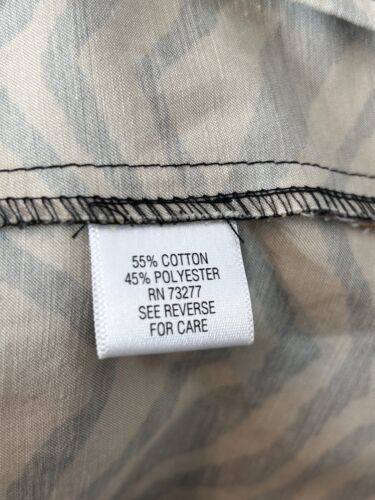 55% COTTON
45% POLYESTER
RN 73277
SEE REVERSE
FOR CARE